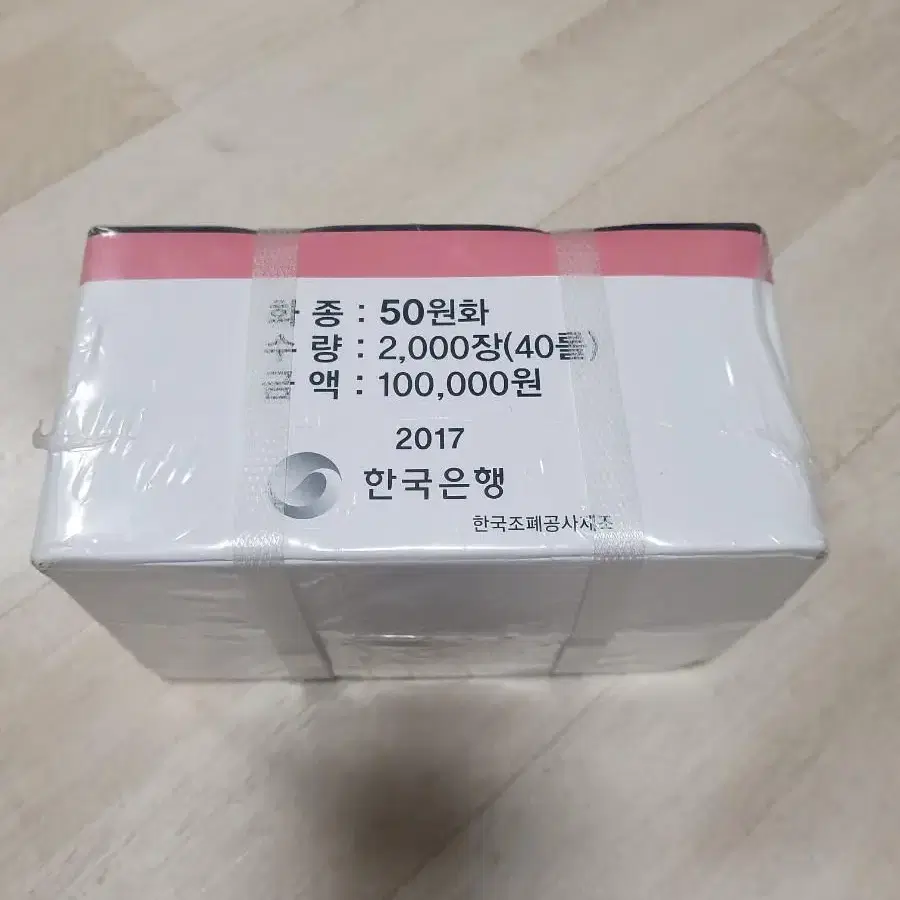 화 종 : 50원화
수 량 : 2,000장(40롤)
금 액 : 100,000원
2017
한국은행
한국조폐공사제조